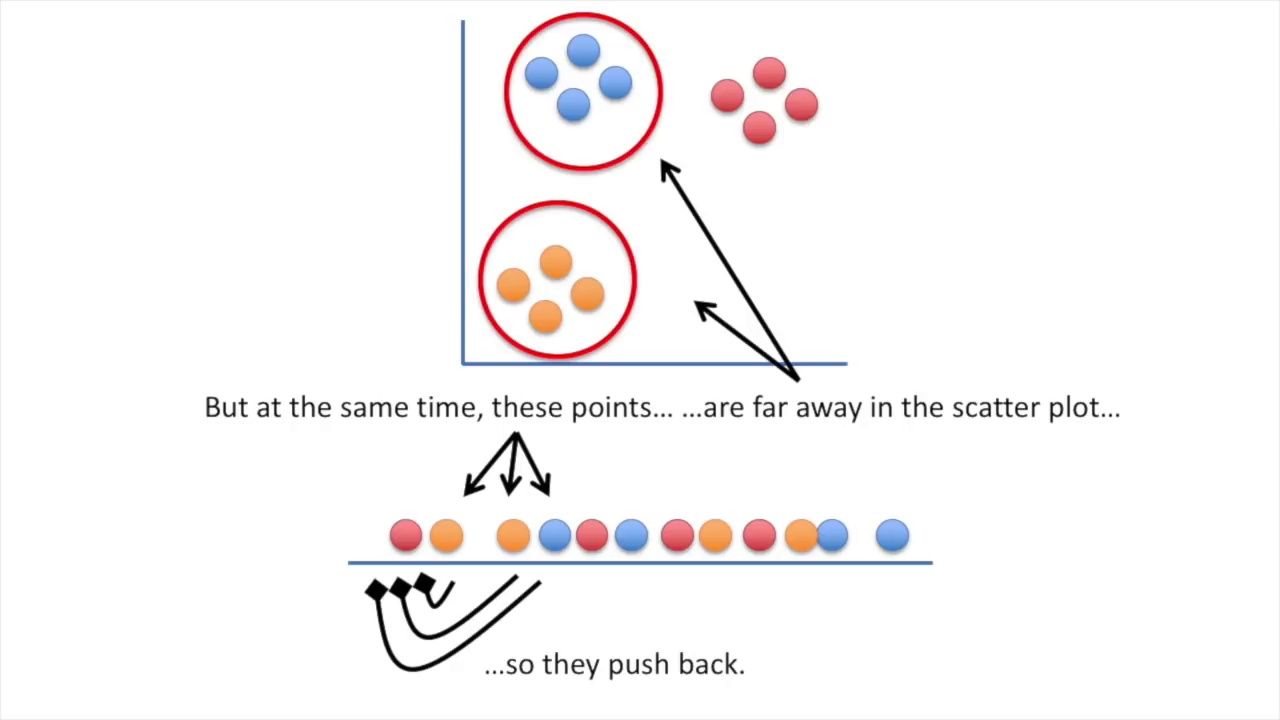 But at the same time, these points... ...are far away in the scatter plot...
...so they push back.